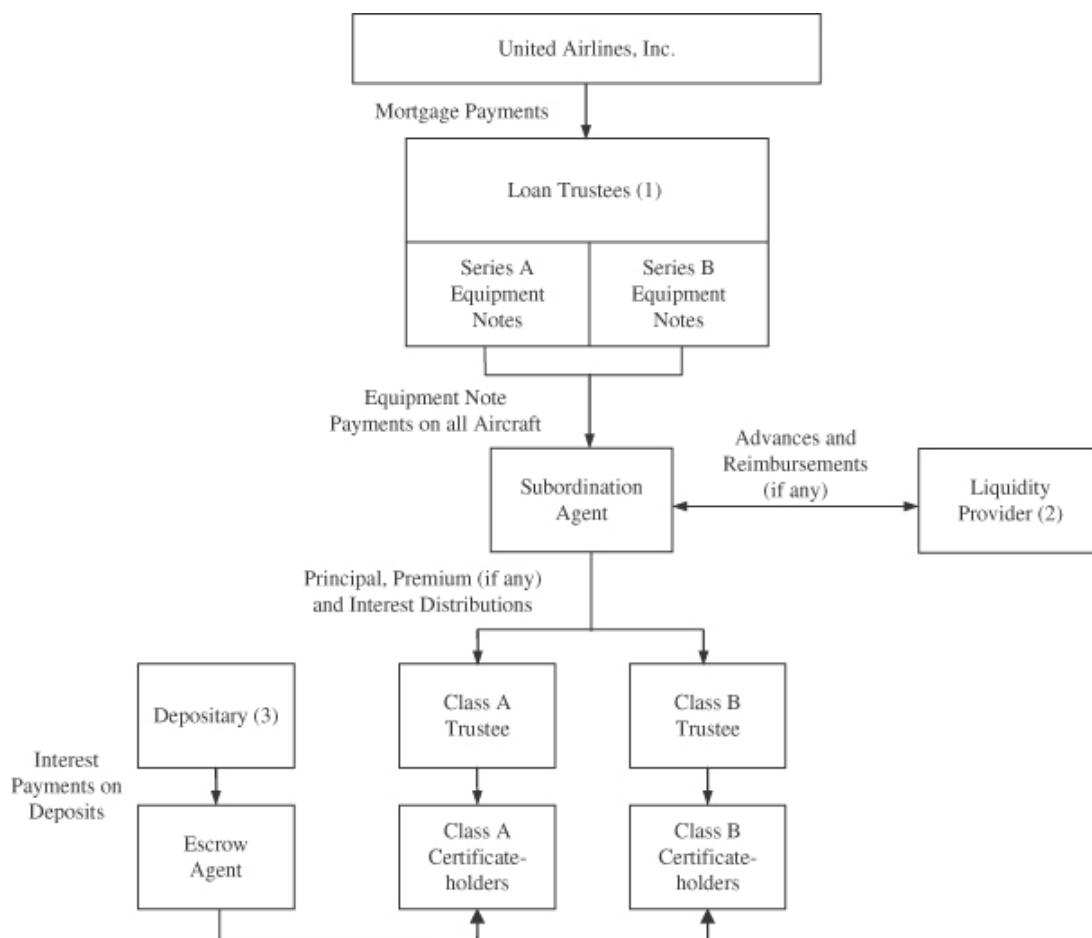 United Airlines, Inc.
Mortgage Payments
Loan Trustees (1)
Series A
Equipment
Notes
Series B
Equipment
Notes
Equipment Note
Payments on all Aircraft
Advances and
Reimbursements
(if any)
Subordination
Agent
Liquidity
Provider (2)
Principal, Premium (if any)
and Interest Distributions
Depositary (3)
Class A
Trustee
Class B
Trustee
Interest
Payments on
Deposits
Escrow
Agent
Class A
Certificate-
holders
Class B
Certificate-
holders